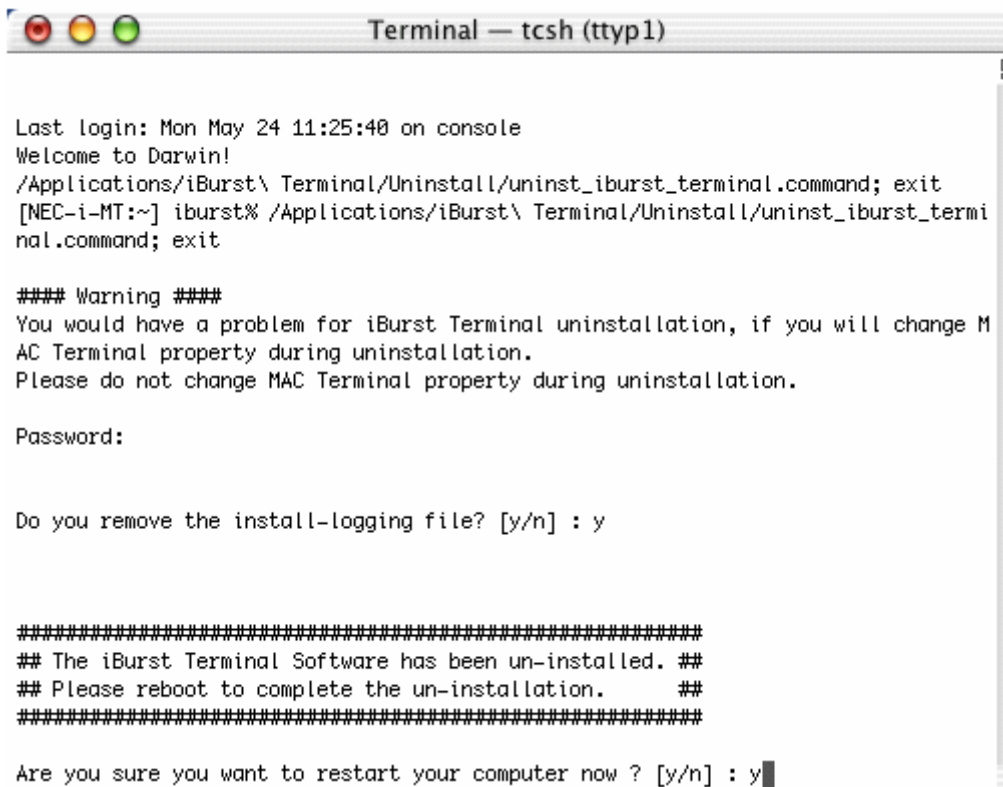 Terminal — tcsh (ttyp1)
Last login: Mon May 24 11:25:40 on console
Welcome to Darwin!
/Applications/iBurst\ Terminal/Uninstall/uninst_iburst_terminal.command; exit
[NEC-i-MT:~] iburst% /Applications/iBurst\ Terminal/Uninstall/uninst_iburst_termi
nal.command; exit
#### Warning ####
You would have a problem for iBurst Terminal uninstallation, if you will change M
AC Terminal property during uninstallation.
Please do not change MAC Terminal property during uninstallation.
Password:
Do you remove the install-logging file? [y/n] : y
########################################################
## The iBurst Terminal Software has been un-installed. ##
## Please reboot to complete the un-installation.      ##
########################################################
Are you sure you want to restart your computer now ? [y/n] : y